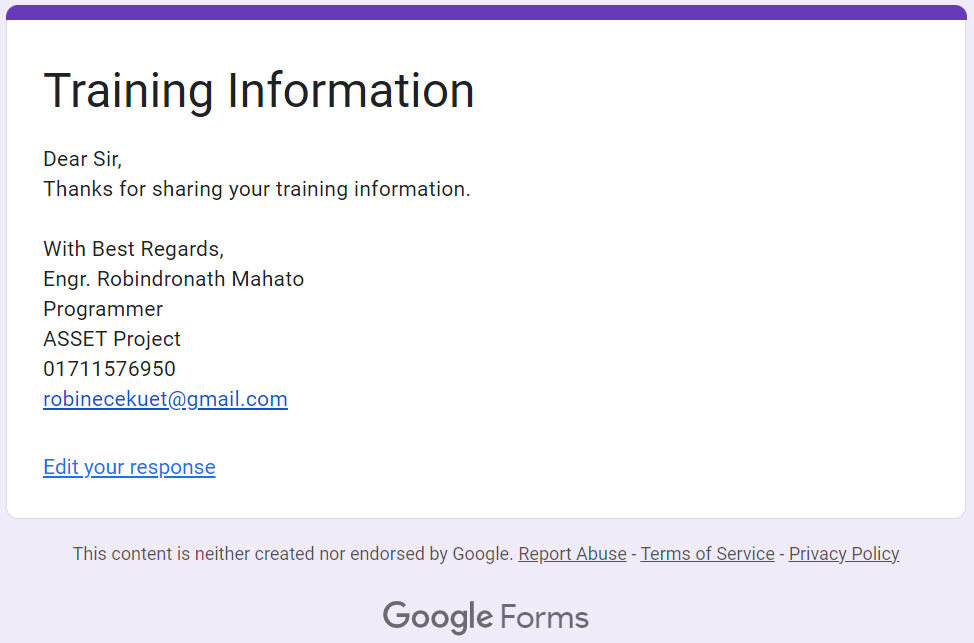 Training Information
Dear Sir,
Thanks for sharing your training information.
With Best Regards,
Engr. Robindronath Mahato
Programmer
ASSET Project
01711576950
robinecekuet@gmail.com
Edit your response
This content is neither created nor endorsed by Google. Report Abuse - Terms of Service - Privacy Policy
Google Forms